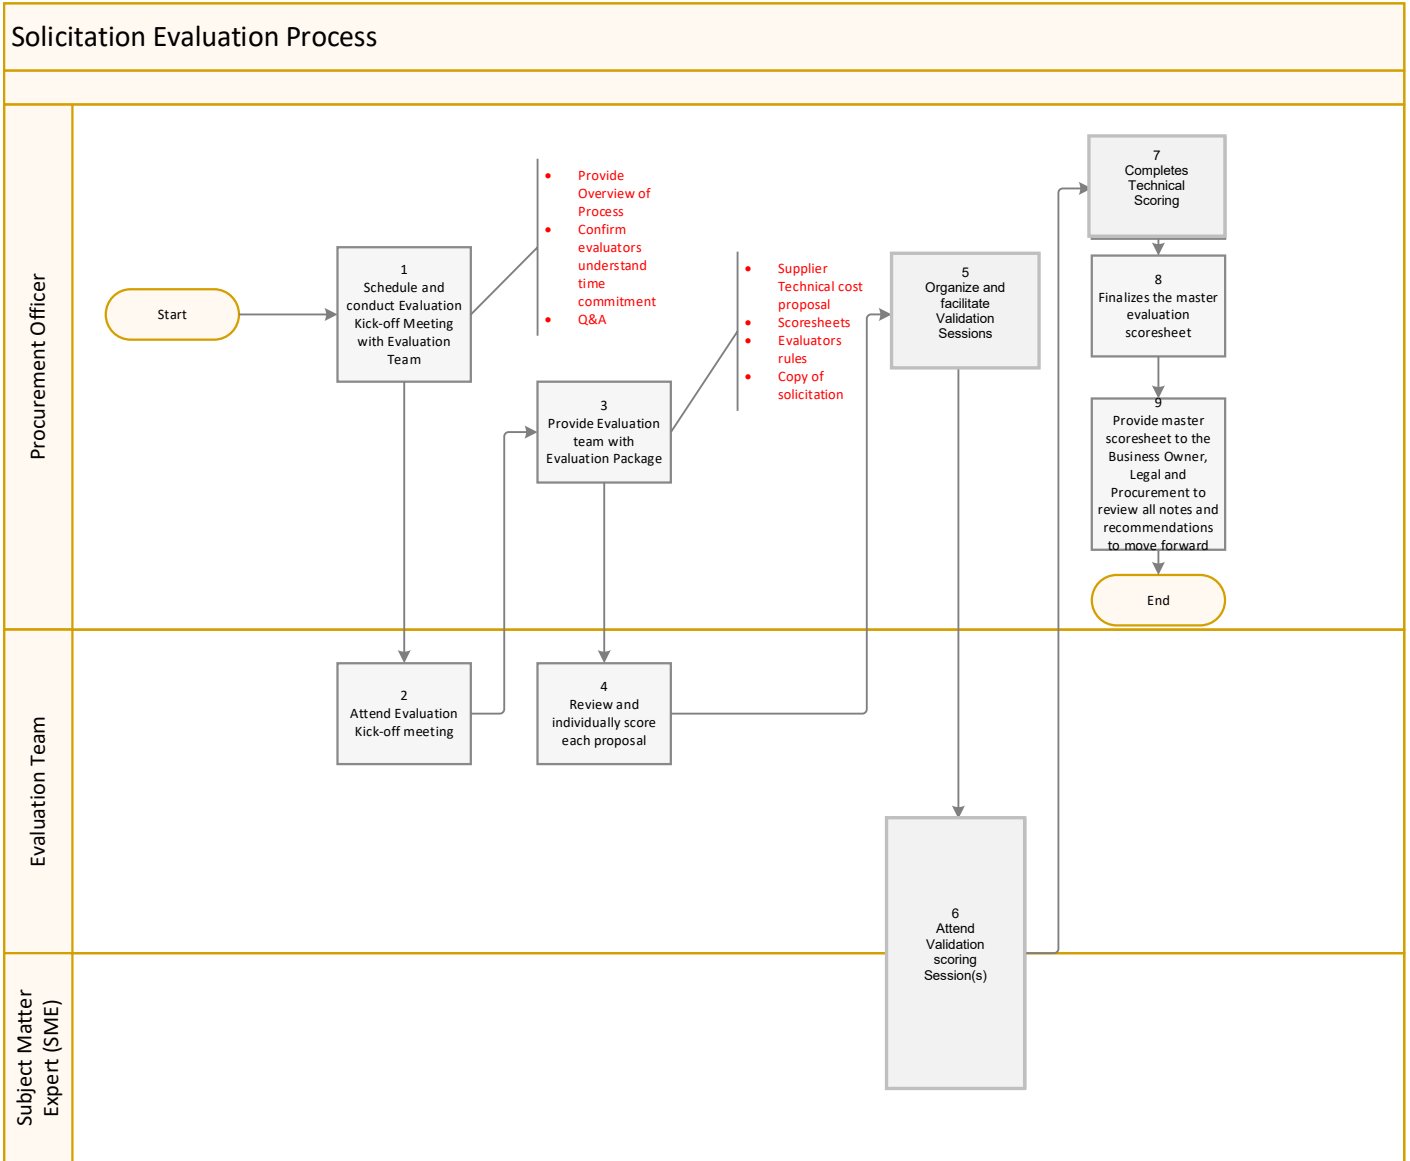 Solicitation Evaluation Process
Procurement Officer
Start
1
Schedule and
conduct Evaluation
Kick-off Meeting
with Evaluation
Team
• Provide
Overview of
Process
• Confirm
evaluators
understand
time
commitment
• Q&A
3
Provide Evaluation
team with
Evaluation Package
• Supplier
Technical cost
proposal
• Scoresheets
• Evaluators
rules
• Copy of
solicitation
5
Organize and
facilitate
Validation
Sessions
7
Completes
Technical
Scoring
8
Finalizes the master
evaluation
scoresheet
9
Provide master
scoresheet to the
Business Owner,
Legal and
Procurement to
review all notes and
recommendations
to move forward
End
Evaluation Team
2
Attend Evaluation
Kick-off meeting
4
Review and
individually score
each proposal
6
Attend
Validation
scoring
Session(s)
Subject Matter
Expert (SME)